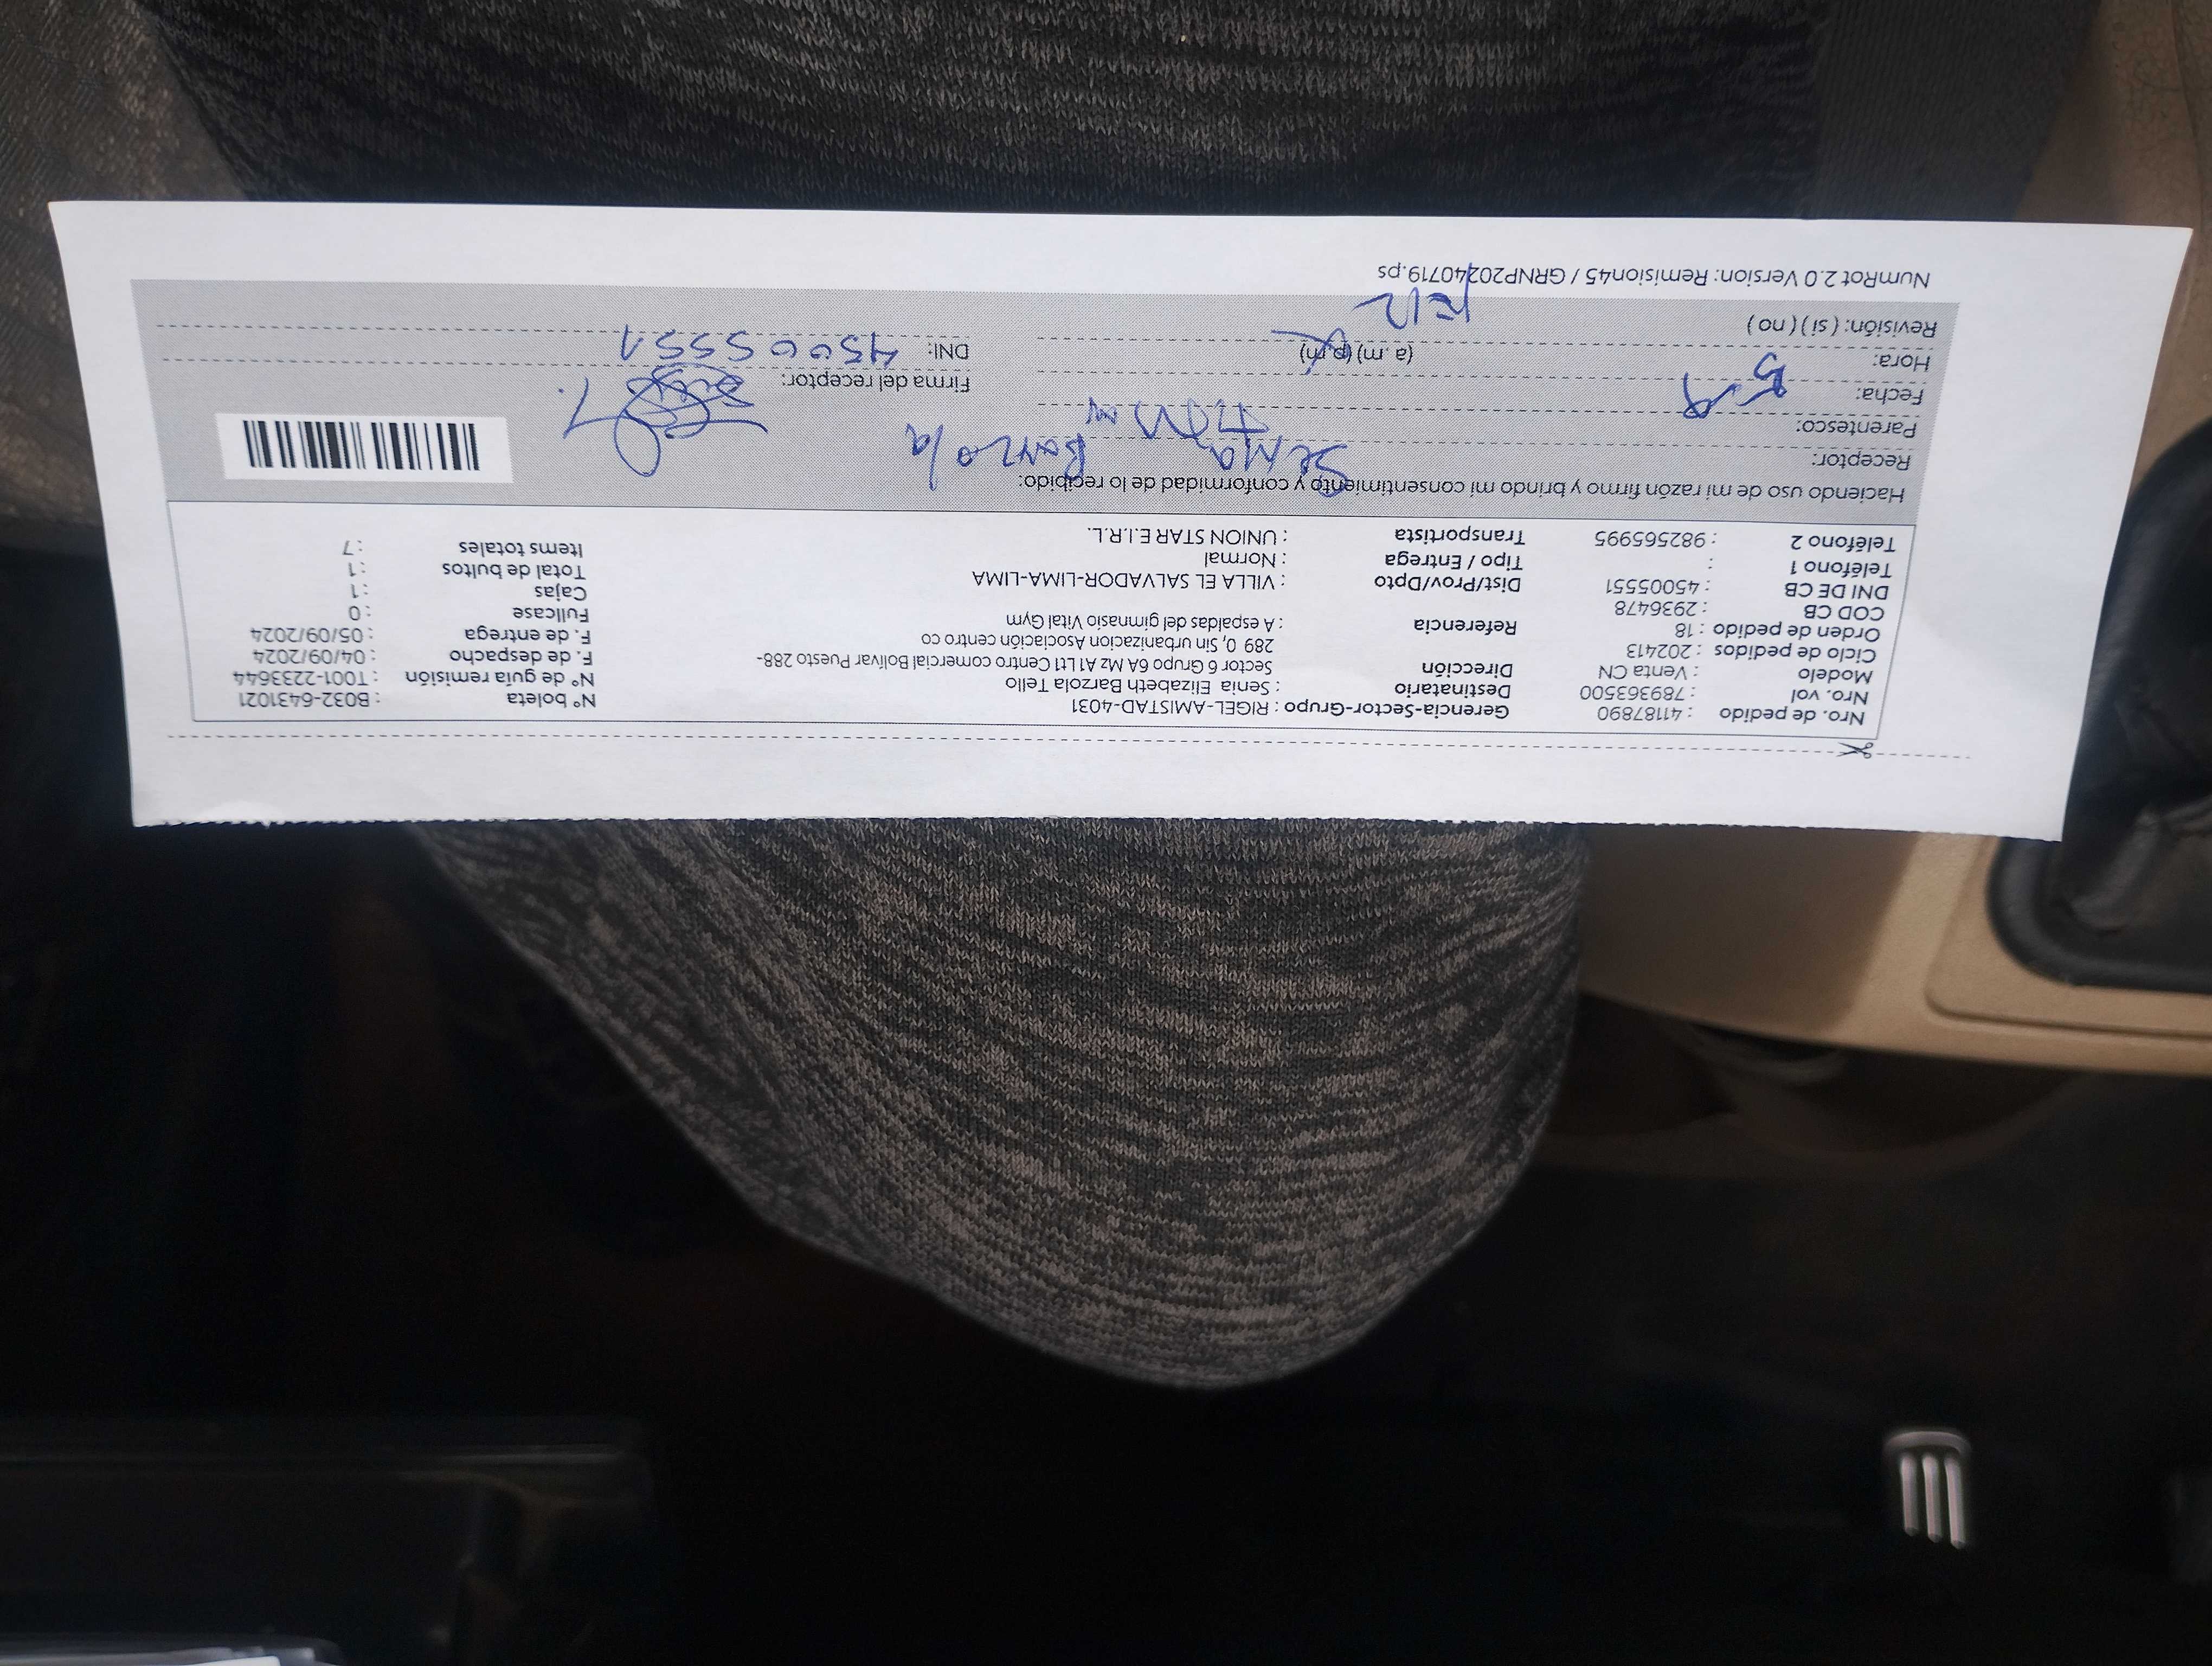 Nro. de pedido : 41187890
Nro. vol : 789363500
Modelo : Venta CN
Ciclo de pedidos : 202413
Orden de pedido : 18
COD CB : 2936478
DNI DE CB : 45005551
Teléfono 1 :
Teléfono 2 : 982565995
Gerencia-Sector-Grupo : RIGEL-AMISTAD-4031
Destinatario : Senia Elizabeth Barzola Tello
Dirección Sector 6 Grupo 6A Mz A1 Lt1 Centro comercial Bolívar Puesto 288-
289 0, Sin urbanizacion Asociación centro co
Referencia : A espaldas del gimnasio Vital Gym
Dist/Prov/Dpto : VILLA EL SALVADOR-LIMA-LIMA
Tipo / Entrega : Normal
Transportista : UNION STAR E.I.R.L.
N° boleta : B032-6431021
N° de guía remisión : T001-2233644
F. de despacho : 04/09/2024
F. de entrega : 05/09/2024
Fullcase : 0
Cajas : 1
Total de bultos : 1
Items totales : 7
Haciendo uso de mi razón firmo y brindo mi consentimiento y conformidad de lo recibido:
Receptor: Barzola
Parentesco:
Fecha: 5-9
Hora: (a.m) (p.m)
Revisión: ( si ) ( no )
Firma del receptor:
DNI: 45005551
NumRot 2.0 Version: Remision45 / GRNP20240719.ps